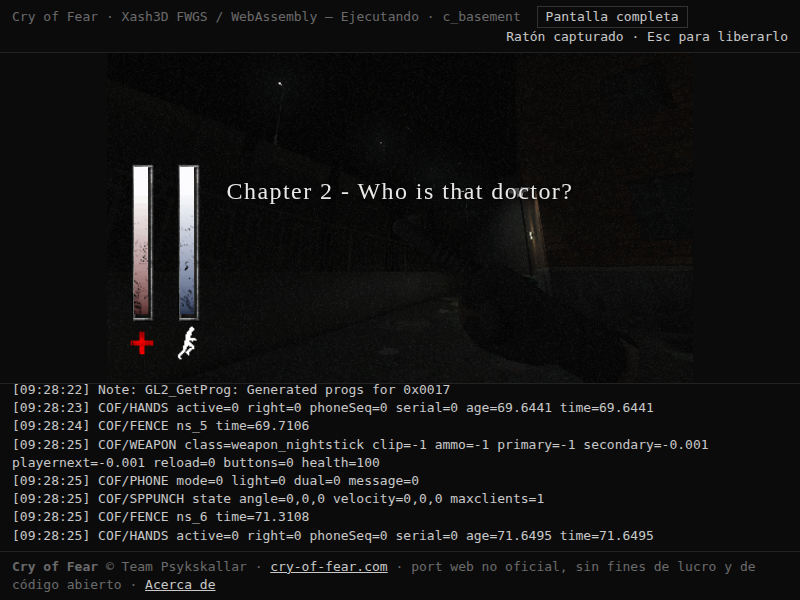 Cry of Fear · Xash3D FWGS / WebAssembly — Ejecutando · c_basement
Pantalla completa
Ratón capturado · Esc para liberarlo
Chapter 2 - Who is that doctor?
[09:28:22] Note: GL2_GetProg: Generated progs for 0x0017
[09:28:23] COF/HANDS active=0 right=0 phoneSeq=0 serial=0 age=69.6441 time=69.6441
[09:28:24] COF/FENCE ns_5 time=69.7106
[09:28:25] COF/WEAPON class=weapon_nightstick clip=-1 ammo=-1 primary=-1 secondary=-0.001
playernext=-0.001 reload=0 buttons=0 health=100
[09:28:25] COF/PHONE mode=0 light=0 dual=0 message=0
[09:28:25] COF/SPPUNCH state angle=0,0,0 velocity=0,0,0 maxclients=1
[09:28:25] COF/FENCE ns_6 time=71.3108
[09:28:25] COF/HANDS active=0 right=0 phoneSeq=0 serial=0 age=71.6495 time=71.6495
Cry of Fear © Team Psykskallar · cry-of-fear.com · port web no oficial, sin fines de lucro y de
código abierto · Acerca de